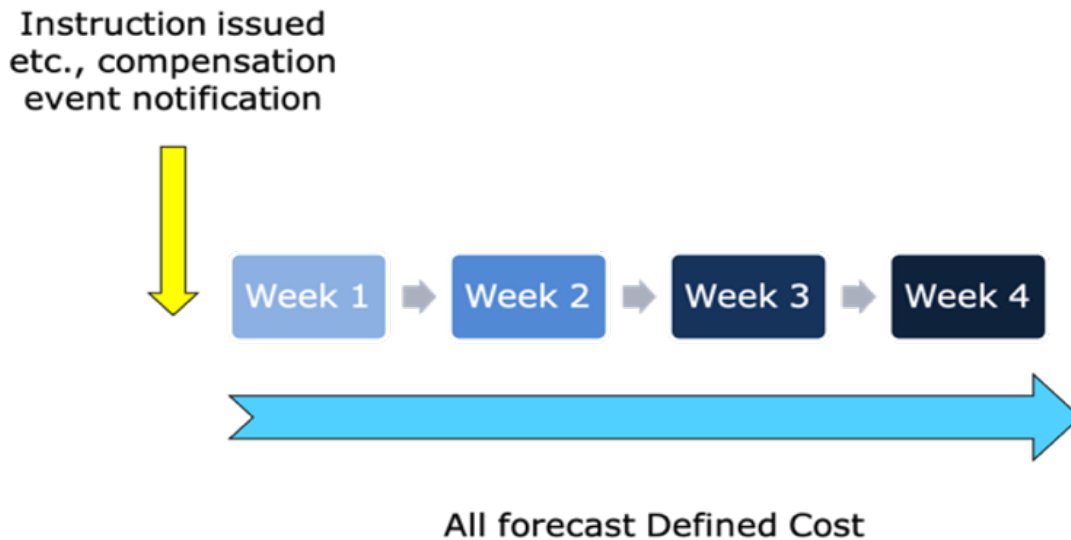 Instruction issued
etc., compensation
event notification
Week 1
Week 2
Week 3
Week 4
All forecast Defined Cost